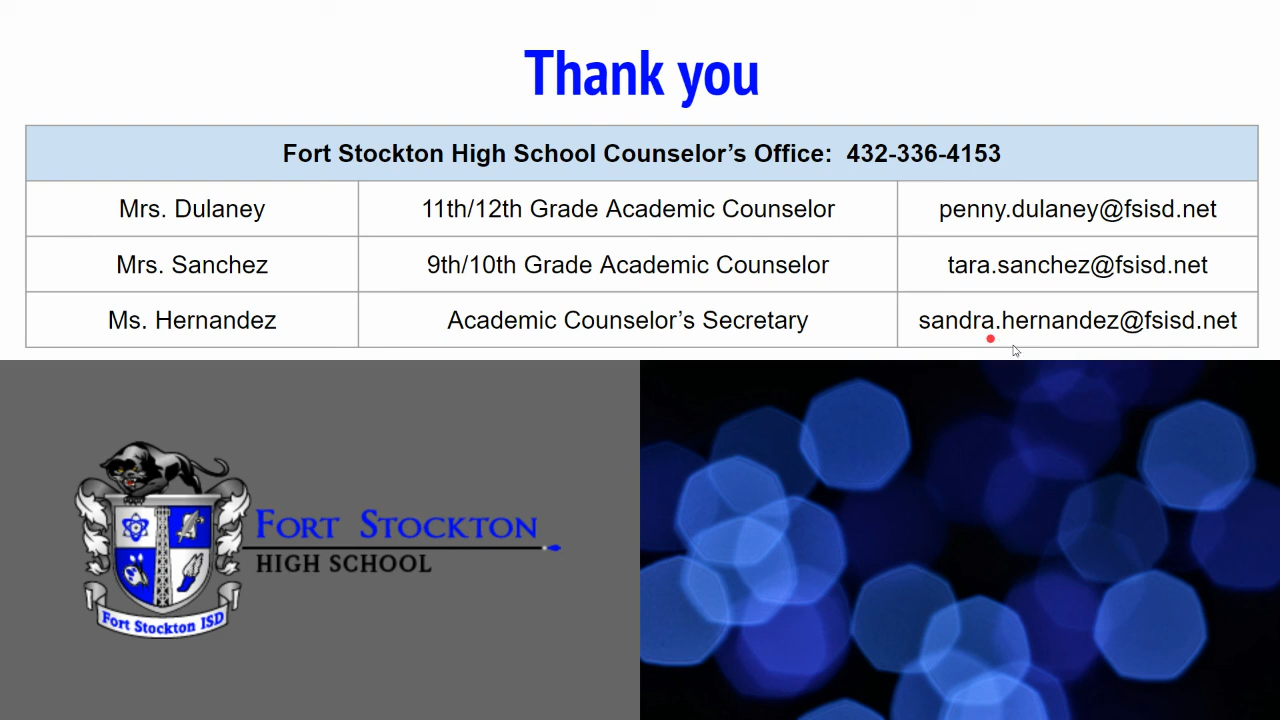 Thank you
Fort Stockton High School Counselor’s Office:  432-336-4153
Mrs. Dulaney 11th/12th Grade Academic Counselor penny.dulaney@fsisd.net
Mrs. Sanchez 9th/10th Grade Academic Counselor tara.sanchez@fsisd.net
Ms. Hernandez Academic Counselor’s Secretary sandra.hernandez@fsisd.net
FORT STOCKTON
HIGH SCHOOL
Fort Stockton ISD